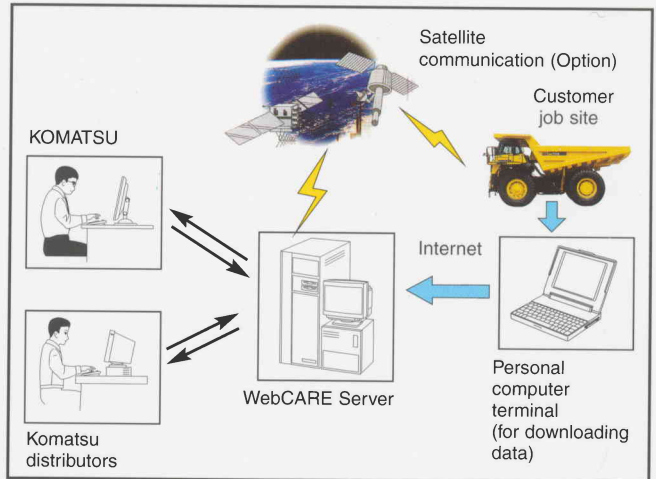 Satellite
communication (Option)
Customer
job site
KOMATSU
Internet
WebCARE Server
Personal
computer
terminal
(for downloading
data)
Komatsu
distributors